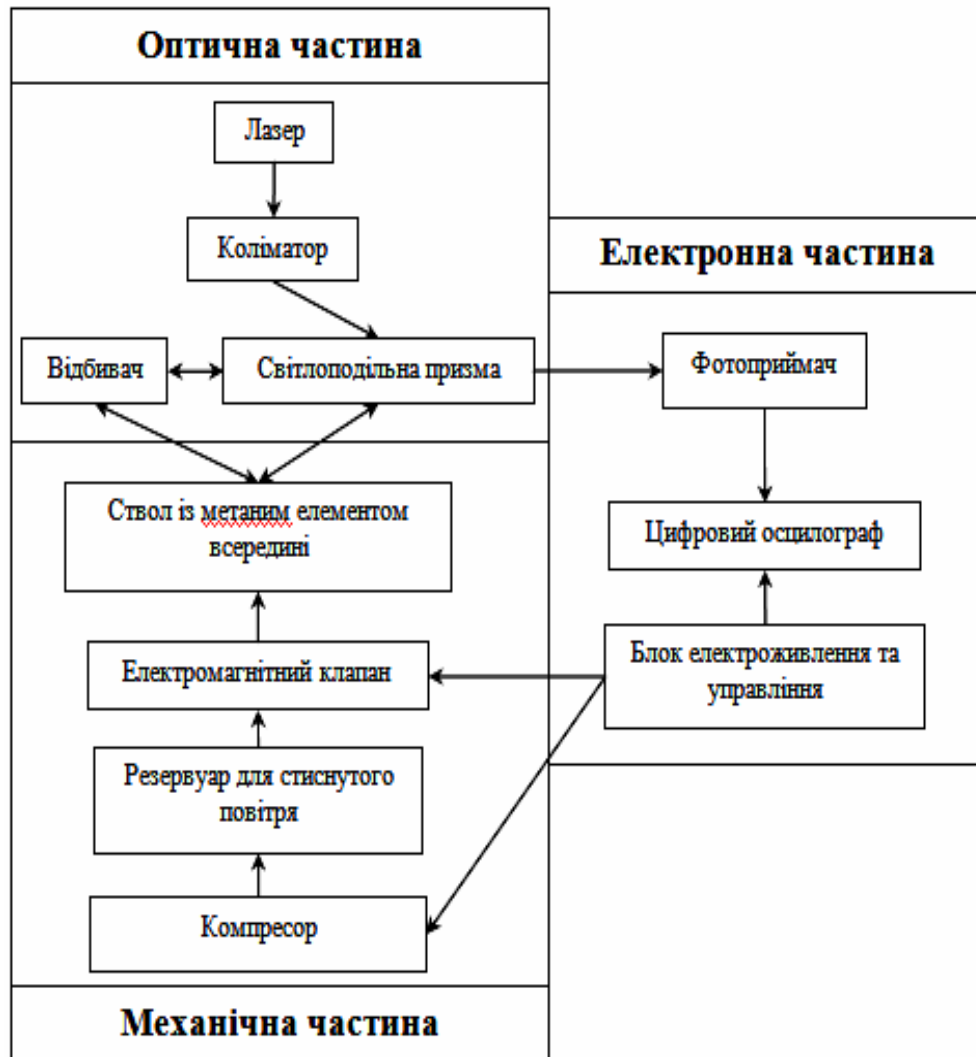 Оптична частина
Лазер
Коліматор
Відбивач
Світлоподільна призма
Електронна частина
Фотоприймач
Цифровий осцилограф
Блок електроживлення та
управління
Ствол із метаним елементом
всередині
Електромагнітний клапан
Резервуар для стиснутого
повітря
Компресор
Механічна частина